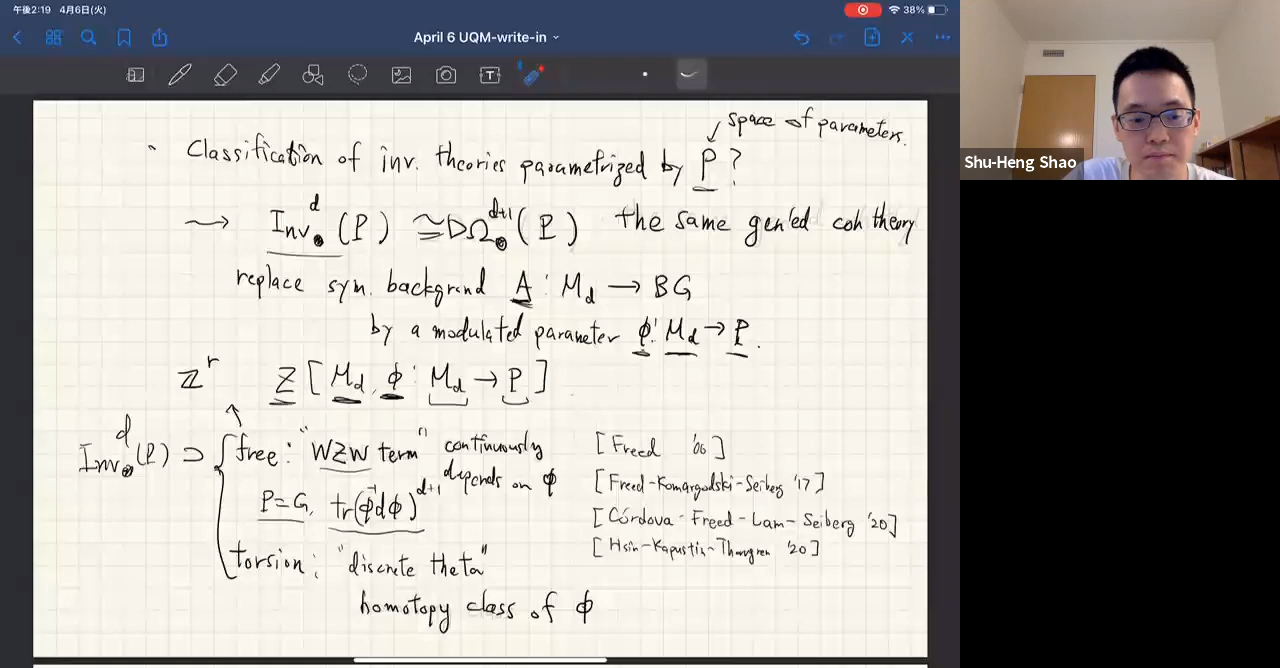 午後2:19 4月6日(火)
38%
April 6 UQM-write-in
Shu-Heng Shao
space of parameters.
• Classification of inv. theories parametrized by P ?
⇝ Inv•^d (P) ≅ DΩ•^{d+1} (P) the same gen'ed coh theory
replace sym. backgrnd A : M_d → BG
by a modulated parameter φ: M_d → P.
Z^r Z [ M_d, φ: M_d → P ]
Inv•^d (P) ⊃ { free: "WZW term" continuously depends on φ
P=G, tr(φ^{-1}dφ)^{d+1}
torsion: "discrete theta"
homotopy class of φ
[Freed '06]
[Freed-Komargodski-Seiberg '17]
[Córdova-Freed-Lam-Seiberg '20]
[Hsin-Kapustin-Thorngren '20]